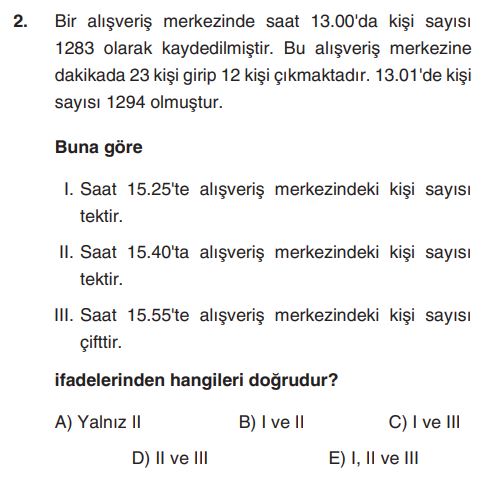 2. Bir alışveriş merkezinde saat 13.00'da kişi sayısı
1283 olarak kaydedilmiştir. Bu alışveriş merkezine
dakikada 23 kişi girip 12 kişi çıkmaktadır. 13.01'de kişi
sayısı 1294 olmuştur.
Buna göre
I. Saat 15.25'te alışveriş merkezindeki kişi sayısı
tektir.
II. Saat 15.40'ta alışveriş merkezindeki kişi sayısı
tektir.
III. Saat 15.55'te alışveriş merkezindeki kişi sayısı
çifttir.
ifadelerinden hangileri doğrudur?
A) Yalnız II B) I ve II C) I ve III
D) II ve III E) I, II ve III